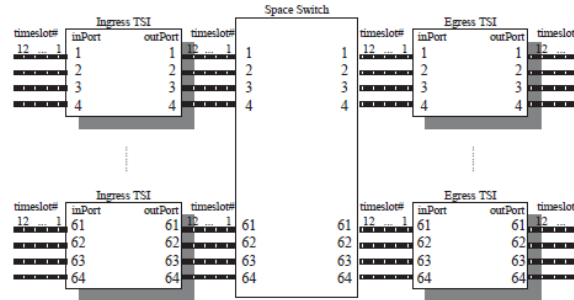 Space Switch
Ingress TSI
Egress TSI
timeslot# inPort outPort timeslot# timeslot# inPort outPort timeslot#
12 ... 1 12 ... 1 12 ... 1 12 ... 1
1 1 1 1 1 1
2 2 2 2 2 2
3 3 3 3 3 3
4 4 4 4 4 4
Ingress TSI
Egress TSI
timeslot# inPort outPort timeslot# timeslot# inPort outPort timeslot#
12 ... 1 12 ... 1 12 ... 1 12 ... 1
61 61 61 61 61 61
62 62 62 62 62 62
63 63 63 63 63 63
64 64 64 64 64 64